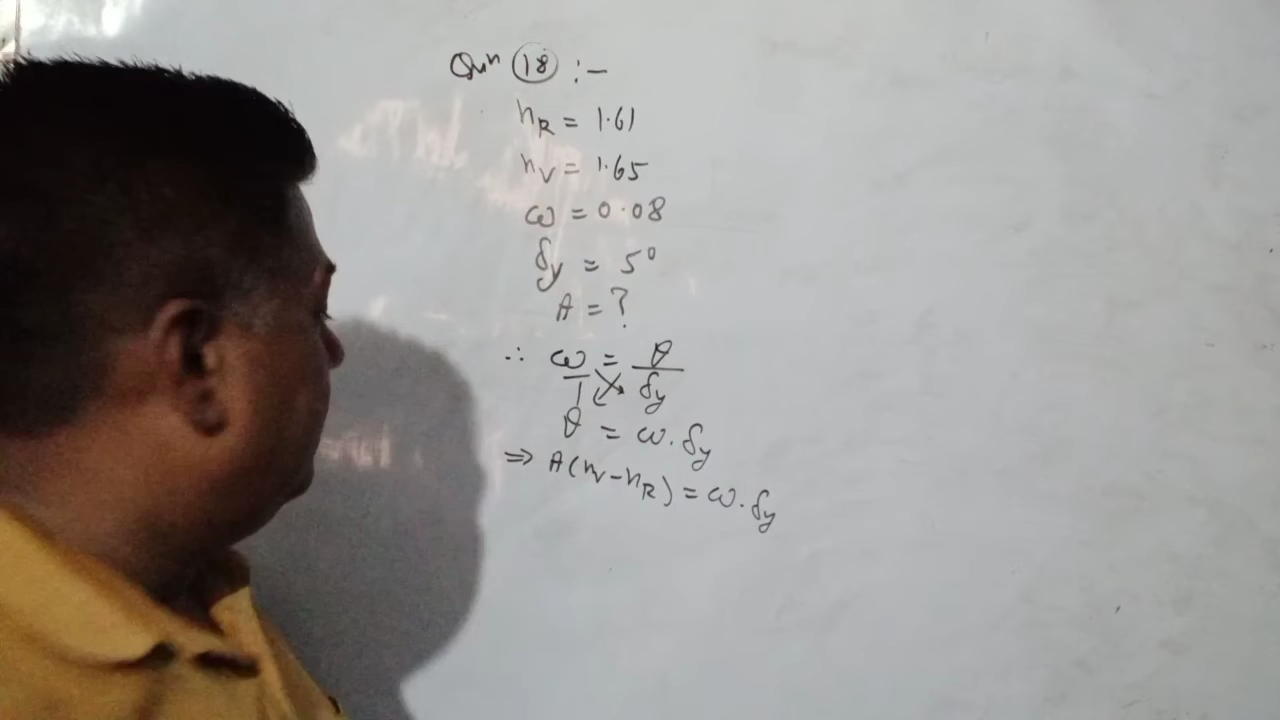 Qun 18 :-
nR = 1.61
nV = 1.65
ω = 0.08
δy = 5°
A = ?
∴ ω/1 = θ/δy
θ = ω.δy
⇒ A(nV-nR) = ω.δy